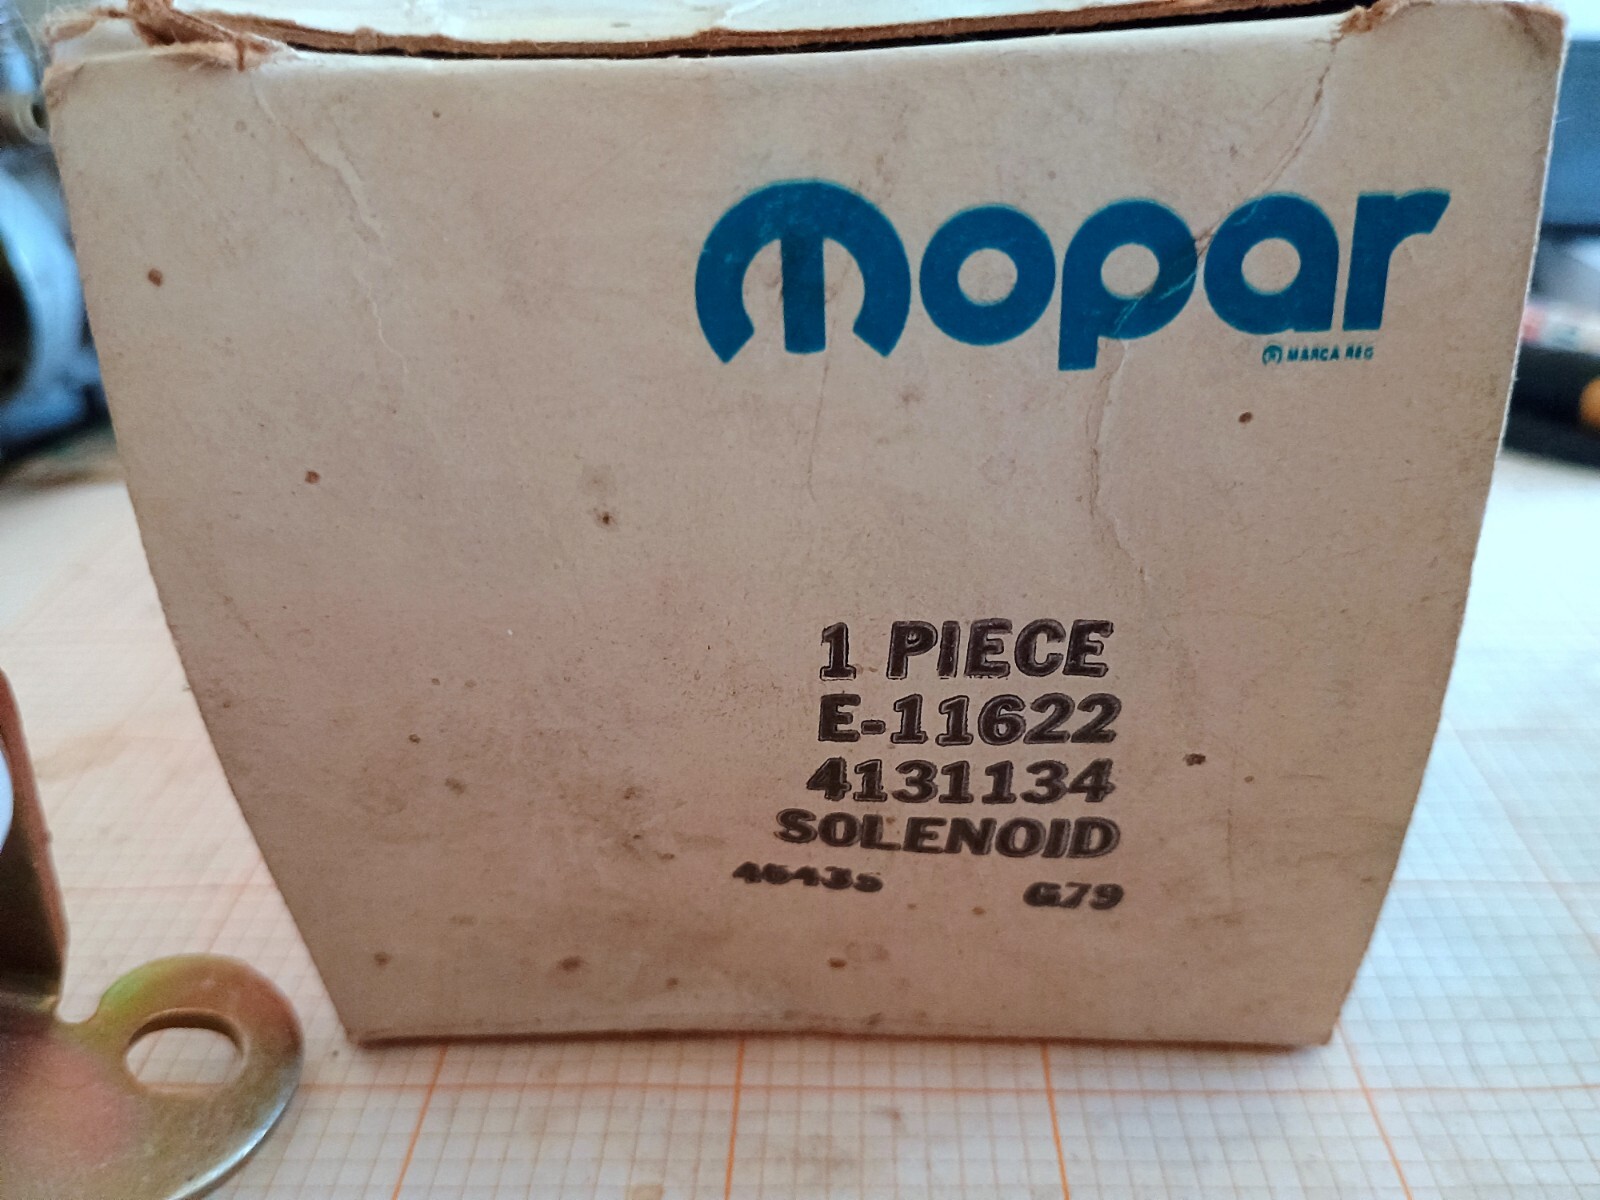 mopar
® MARCA REG
1 PIECE
E-11622
4131134
SOLENOID
46435 G79